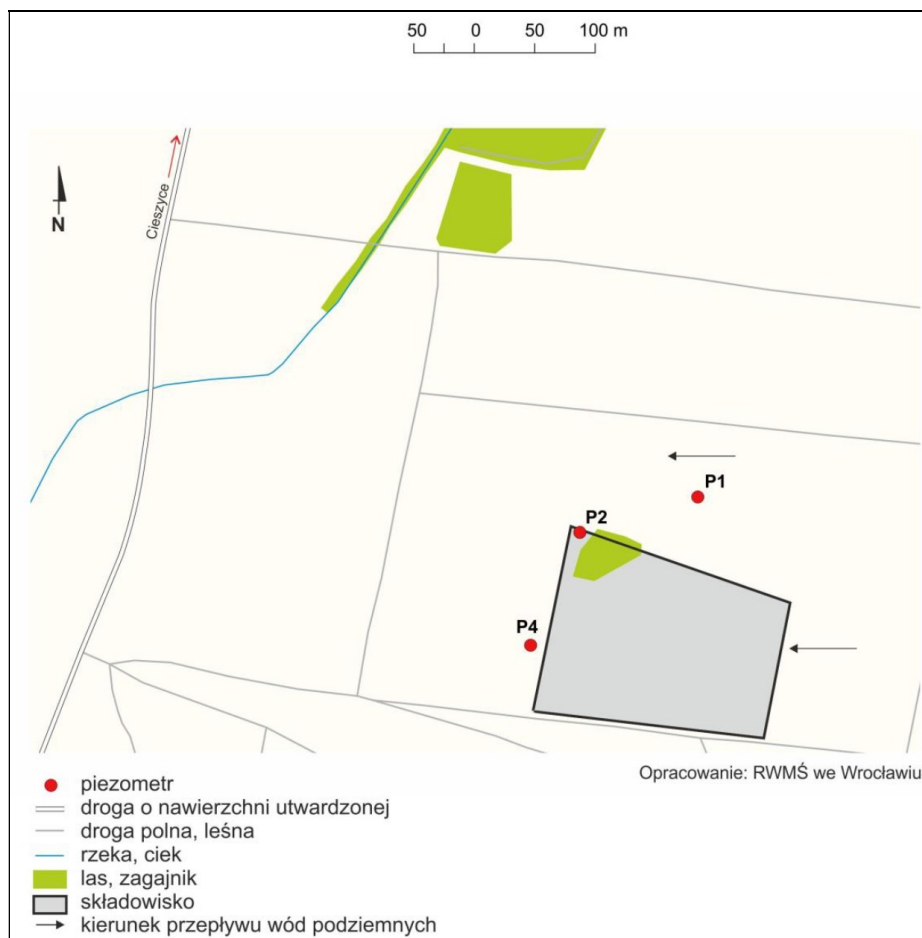 50 0 50 100 m
Cieszyce
N
P1
P2
P4
Opracowanie: RWMŚ we Wrocławiu
piezometr
droga o nawierzchni utwardzonej
droga polna, leśna
rzeka, ciek
las, zagajnik
składowisko
kierunek przepływu wód podziemnych